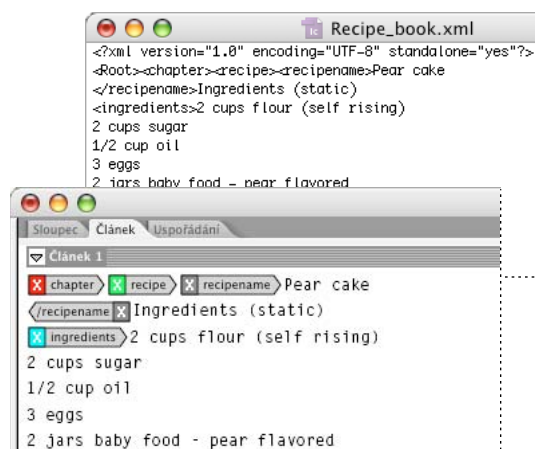 Recipe_book.xml
<?xml version="1.0" encoding="UTF-8" standalone="yes"?>
<Root><chapter><recipe><recipename>Pear cake
</recipename>Ingredients (static)
<ingredients>2 cups flour (self rising)
2 cups sugar
1/2 cup oil
3 eggs
2 jars baby food – pear flavored
Sloupec Článek Uspořádání
Článek 1
chapter recipe recipename Pear cake
/recipename Ingredients (static)
ingredients 2 cups flour (self rising)
2 cups sugar
1/2 cup oil
3 eggs
2 jars baby food - pear flavored